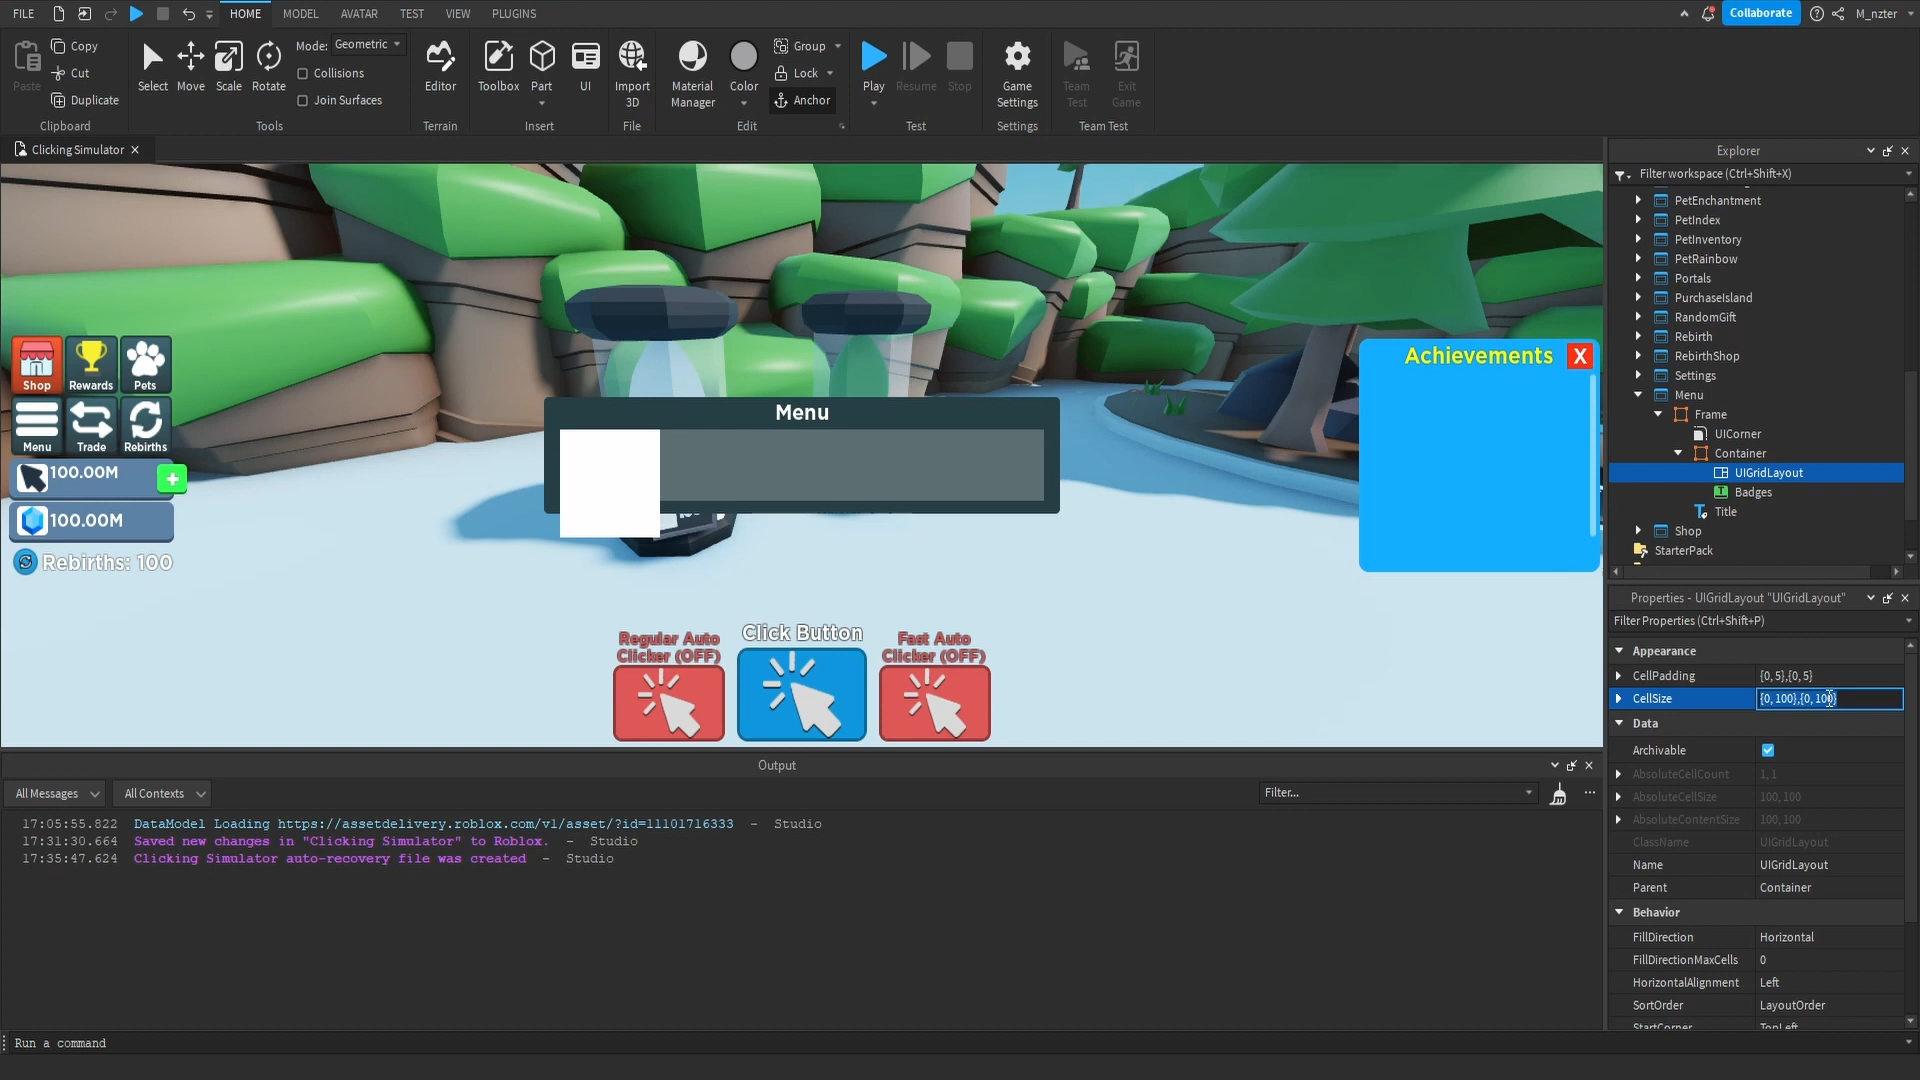 FILE
HOME
MODEL
AVATAR
TEST
VIEW
PLUGINS
Collaborate
M_nzter
Paste
Copy
Cut
Duplicate
Clipboard
Select
Move
Scale
Rotate
Mode: Geometric
Collisions
Join Surfaces
Tools
Editor
Terrain
Toolbox
Part
UI
Insert
Import
3D
File
Material
Manager
Color
Group
Lock
Anchor
Edit
Play
Resume
Stop
Test
Game
Settings
Settings
Team
Test
Exit
Game
Team Test
Clicking Simulator
Shop
Rewards
Pets
Menu
Trade
Rebirths
100.00M
+
100.00M
Rebirths: 100
Menu
Achievements
X
Regular Auto
Clicker (OFF)
Click Button
Fast Auto
Clicker (OFF)
Explorer
Filter workspace (Ctrl+Shift+X)
PetEnchantment
PetIndex
PetInventory
PetRainbow
Portals
PurchaseIsland
RandomGift
Rebirth
RebirthShop
Settings
Menu
Frame
UICorner
Container
UIGridLayout
Badges
Title
Shop
StarterPack
Properties - UIGridLayout "UIGridLayout"
Filter Properties (Ctrl+Shift+P)
Appearance
CellPadding {0, 5},{0, 5}
CellSize {0, 100},{0, 100}
Data
Archivable
AbsoluteCellCount 1, 1
AbsoluteCellSize 100, 100
AbsoluteContentSize 100, 100
ClassName UIGridLayout
Name UIGridLayout
Parent Container
Behavior
FillDirection Horizontal
FillDirectionMaxCells 0
HorizontalAlignment Left
SortOrder LayoutOrder
StartCorner TopLeft
Output
All Messages
All Contexts
Filter...
17:05:55.822 DataModel Loading https://assetdelivery.roblox.com/v1/asset/?id=11101716333 - Studio
17:31:30.664 Saved new changes in "Clicking Simulator" to Roblox. - Studio
17:35:47.624 Clicking Simulator auto-recovery file was created - Studio
Run a command